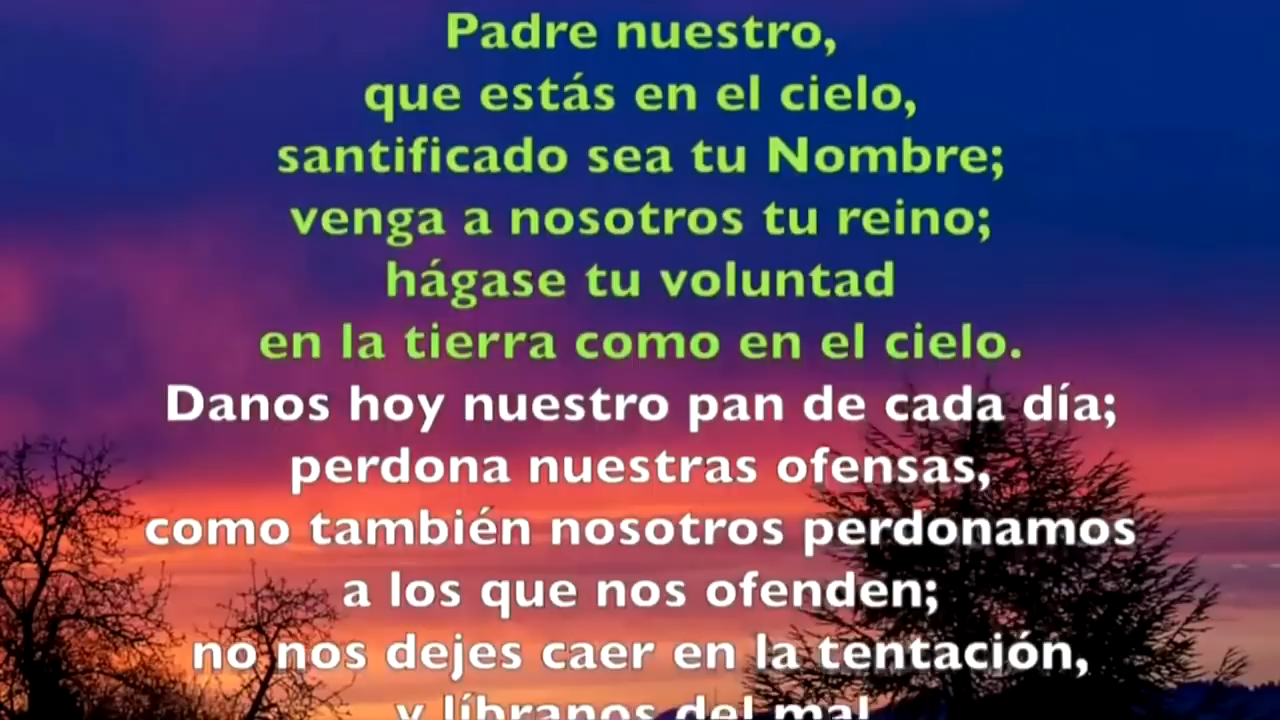 Padre nuestro,
que estás en el cielo,
santificado sea tu Nombre;
venga a nosotros tu reino;
hágase tu voluntad
en la tierra como en el cielo.
Danos hoy nuestro pan de cada día;
perdona nuestras ofensas,
como también nosotros perdonamos
a los que nos ofenden;
no nos dejes caer en la tentación,
y líbranos del mal